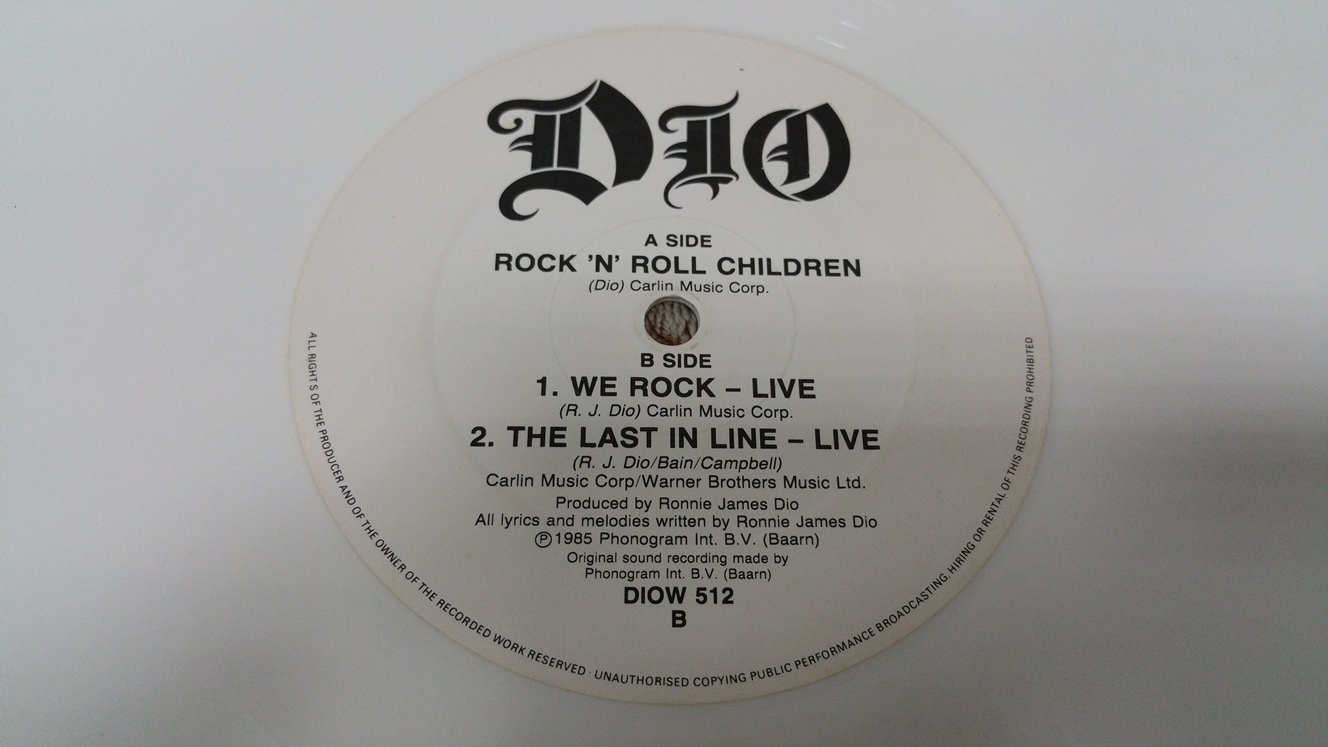 DIO
A SIDE
ROCK 'N' ROLL CHILDREN
(Dio) Carlin Music Corp.
B SIDE
1. WE ROCK – LIVE
(R. J. Dio) Carlin Music Corp.
2. THE LAST IN LINE – LIVE
(R. J. Dio/Bain/Campbell)
Carlin Music Corp/Warner Brothers Music Ltd.
Produced by Ronnie James Dio
All lyrics and melodies written by Ronnie James Dio
℗ 1985 Phonogram Int. B.V. (Baarn)
Original sound recording made by
Phonogram Int. B.V. (Baarn)
DIOW 512
B
ALL RIGHTS OF THE PRODUCER AND OF THE OWNER OF THE RECORDED WORK RESERVED · UNAUTHORISED COPYING PUBLIC PERFORMANCE BROADCASTING, HIRING OR RENTAL OF THIS RECORDING PROHIBITED